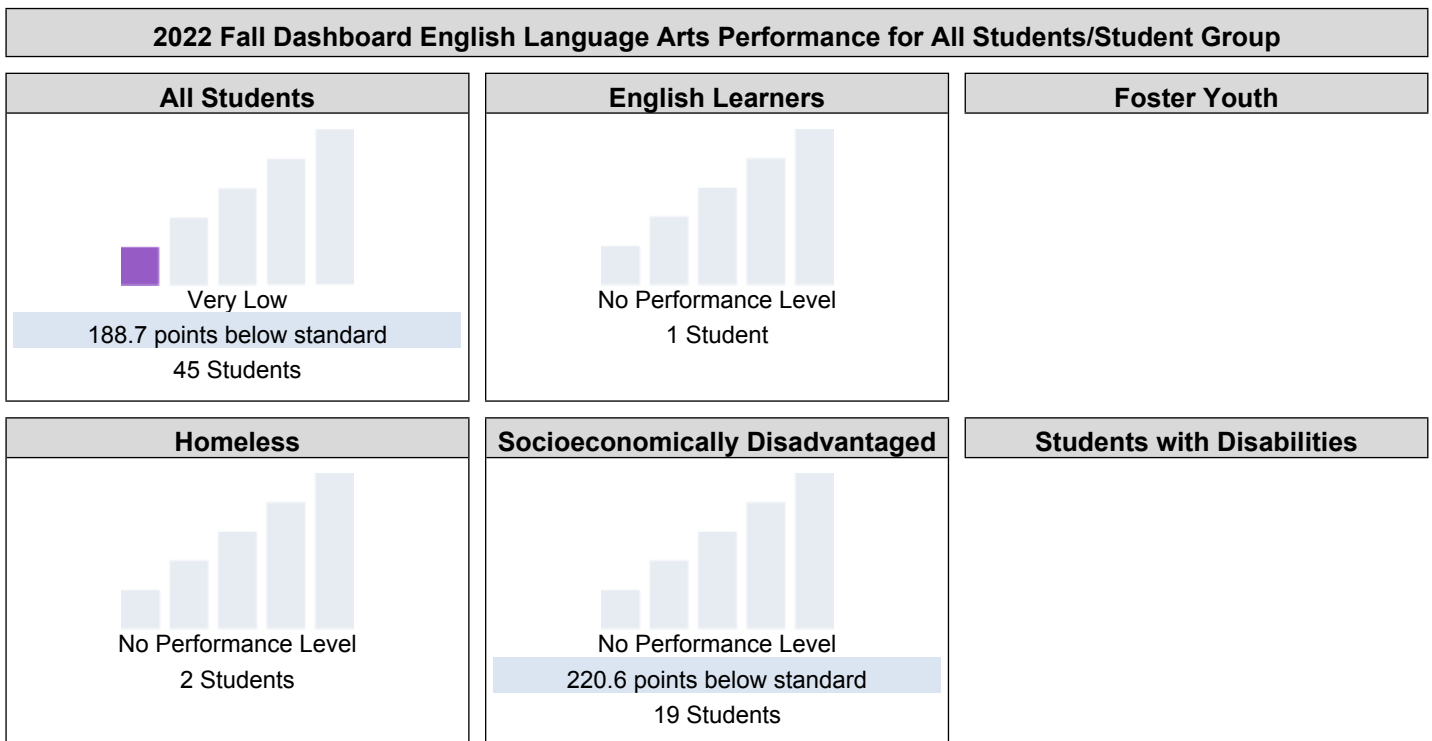 2022 Fall Dashboard English Language Arts Performance for All Students/Student Group
All Students
Very Low
188.7 points below standard
45 Students
English Learners
No Performance Level
1 Student
Foster Youth
Homeless
No Performance Level
2 Students
Socioeconomically Disadvantaged
No Performance Level
220.6 points below standard
19 Students
Students with Disabilities